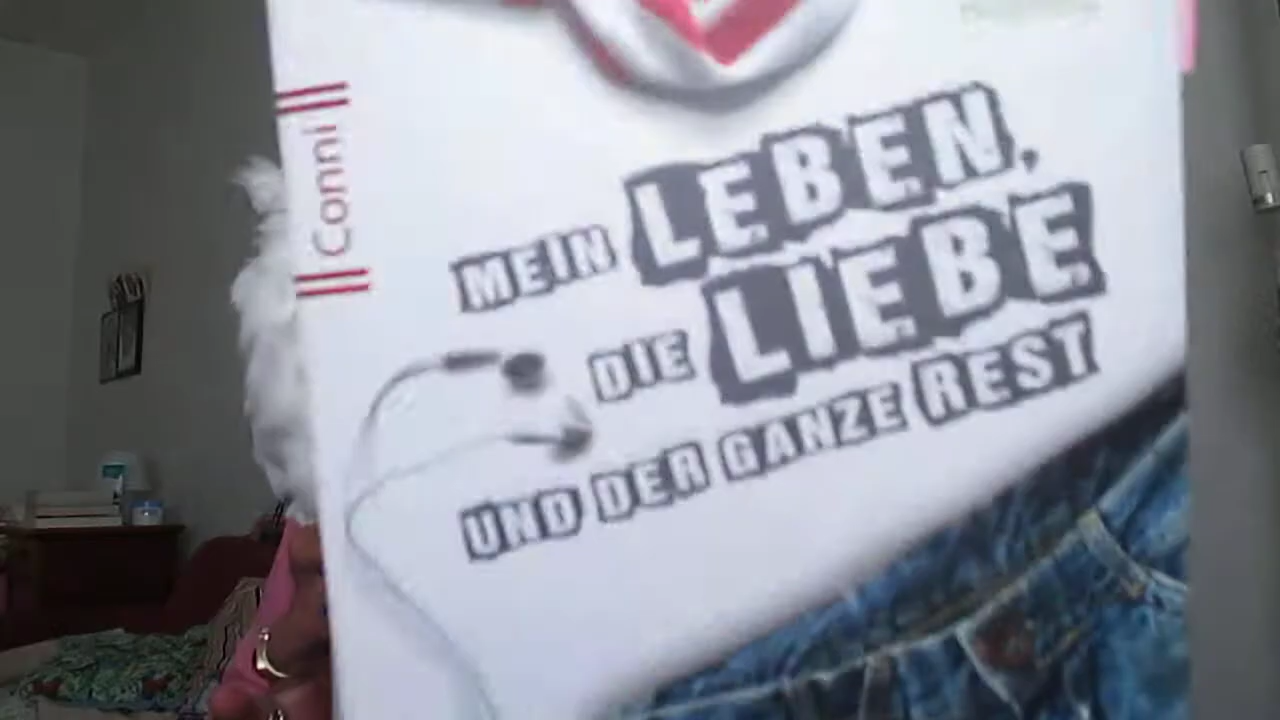 Conni
MEIN LEBEN,
DIE LIEBE
UND DER GANZE REST